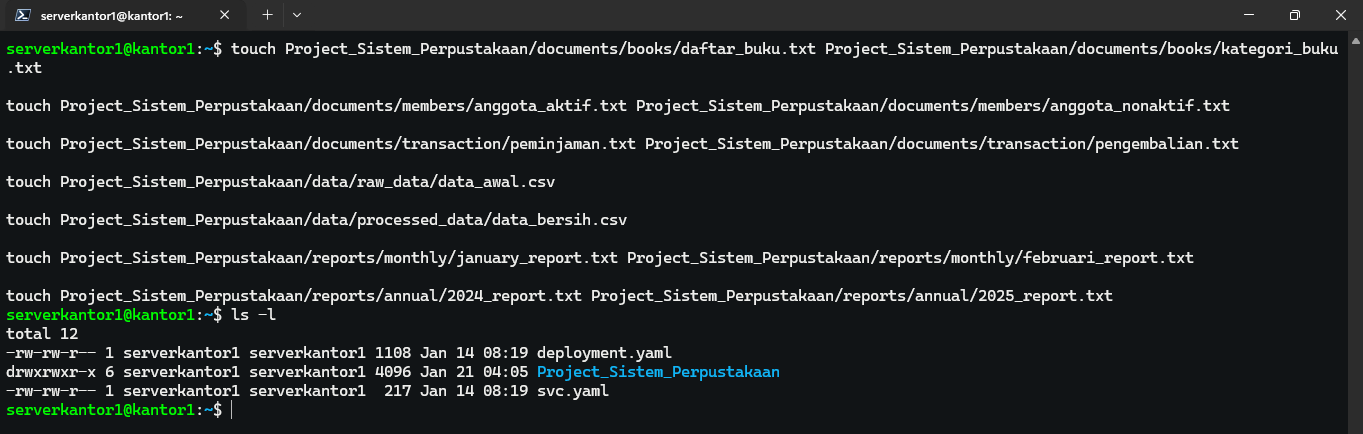 serverkantor1@kantor1: ~
serverkantor1@kantor1:~$ touch Project_Sistem_Perpustakaan/documents/books/daftar_buku.txt Project_Sistem_Perpustakaan/documents/books/kategori_buku
.txt
touch Project_Sistem_Perpustakaan/documents/members/anggota_aktif.txt Project_Sistem_Perpustakaan/documents/members/anggota_nonaktif.txt
touch Project_Sistem_Perpustakaan/documents/transaction/peminjaman.txt Project_Sistem_Perpustakaan/documents/transaction/pengembalian.txt
touch Project_Sistem_Perpustakaan/data/raw_data/data_awal.csv
touch Project_Sistem_Perpustakaan/data/processed_data/data_bersih.csv
touch Project_Sistem_Perpustakaan/reports/monthly/january_report.txt Project_Sistem_Perpustakaan/reports/monthly/februari_report.txt
touch Project_Sistem_Perpustakaan/reports/annual/2024_report.txt Project_Sistem_Perpustakaan/reports/annual/2025_report.txt
serverkantor1@kantor1:~$ ls -l
total 12
-rw-rw-r-- 1 serverkantor1 serverkantor1 1108 Jan 14 08:19 deployment.yaml
drwxrwxr-x 6 serverkantor1 serverkantor1 4096 Jan 21 04:05 Project_Sistem_Perpustakaan
-rw-rw-r-- 1 serverkantor1 serverkantor1  217 Jan 14 08:19 svc.yaml
serverkantor1@kantor1:~$